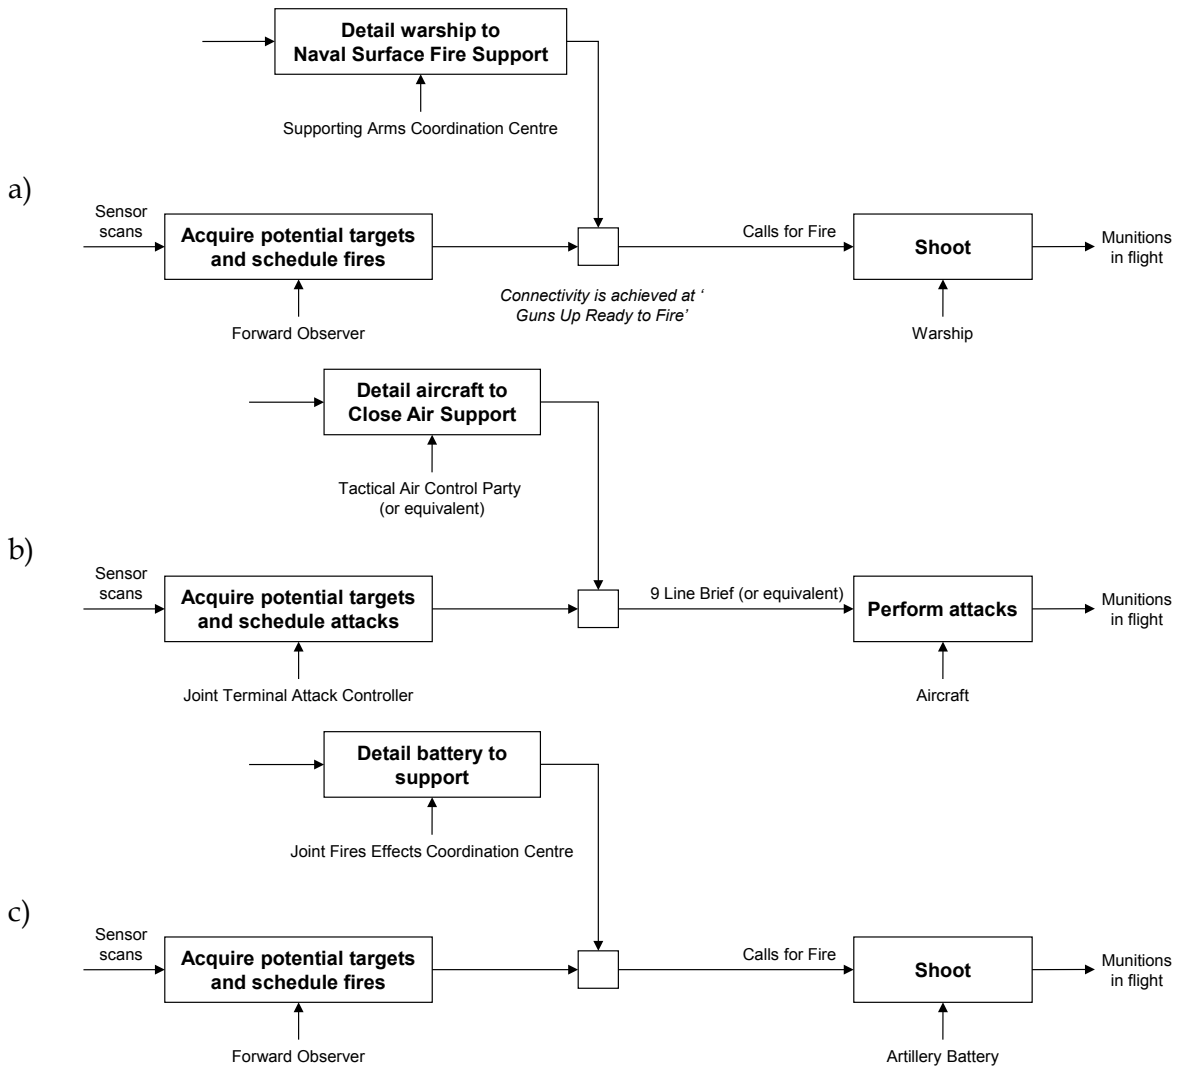 Detail warship to
Naval Surface Fire Support
Supporting Arms Coordination Centre
a)
Sensor
scans
Acquire potential targets
and schedule fires
Forward Observer
Connectivity is achieved at ‘
Guns Up Ready to Fire’
Calls for Fire
Shoot
Warship
Munitions
in flight
Detail aircraft to
Close Air Support
Tactical Air Control Party
(or equivalent)
b)
Sensor
scans
Acquire potential targets
and schedule attacks
Joint Terminal Attack Controller
9 Line Brief (or equivalent)
Perform attacks
Aircraft
Munitions
in flight
Detail battery to
support
Joint Fires Effects Coordination Centre
c)
Sensor
scans
Acquire potential targets
and schedule fires
Forward Observer
Calls for Fire
Shoot
Artillery Battery
Munitions
in flight